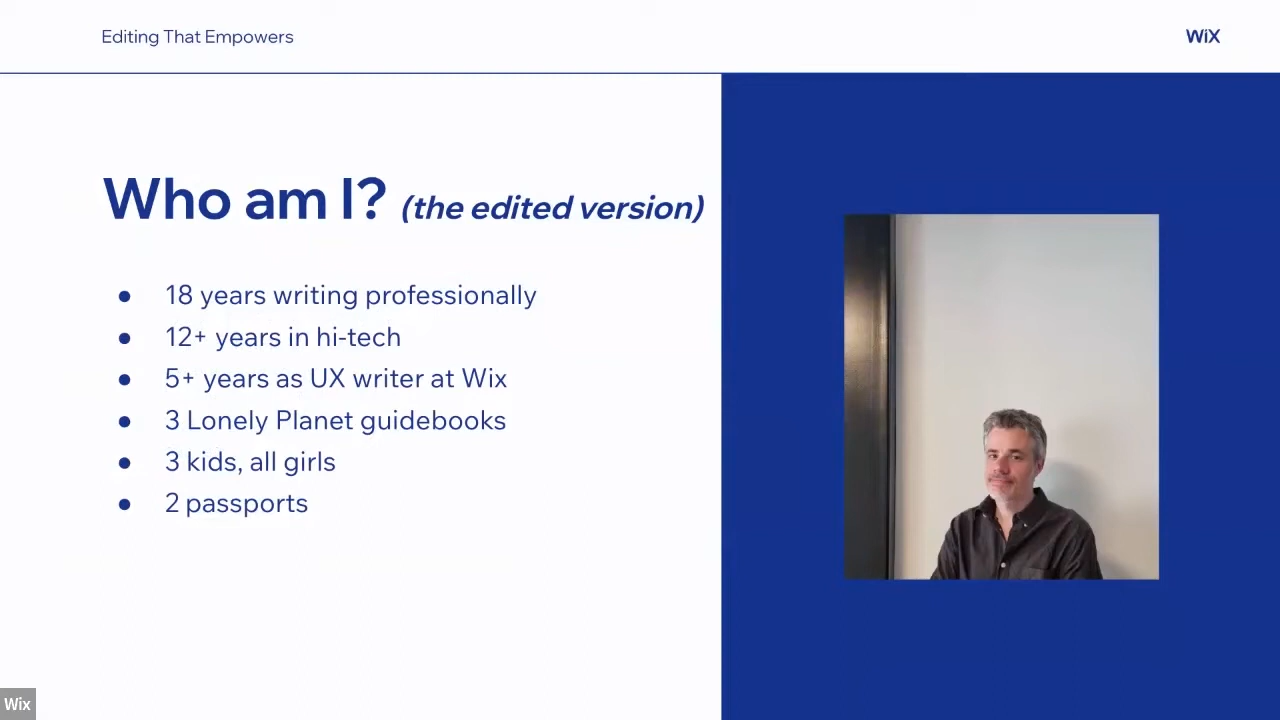 Editing That Empowers
WiX
Who am I? (the edited version)
● 18 years writing professionally
● 12+ years in hi-tech
● 5+ years as UX writer at Wix
● 3 Lonely Planet guidebooks
● 3 kids, all girls
● 2 passports
Wix